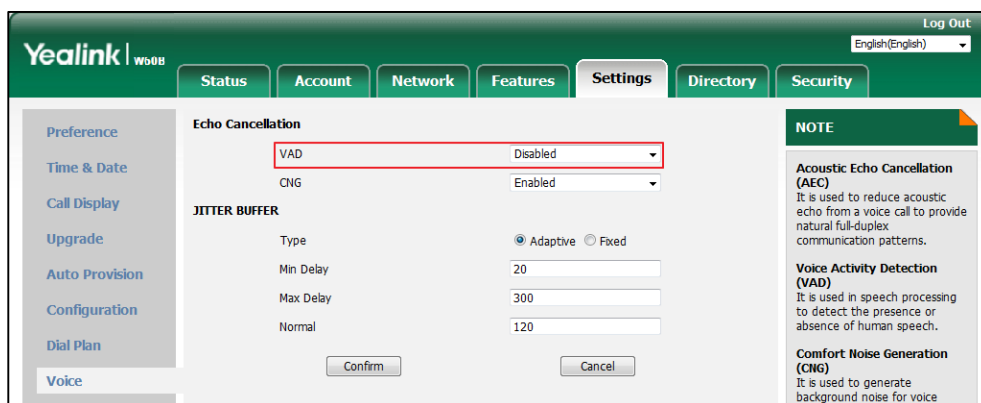 Log Out
Yealink | W60B
English(English)
Status Account Network Features Settings Directory Security
Preference
Time & Date
Call Display
Upgrade
Auto Provision
Configuration
Dial Plan
Voice
Echo Cancellation
VAD Disabled
CNG Enabled
JITTER BUFFER
Type Adaptive Fixed
Min Delay 20
Max Delay 300
Normal 120
Confirm Cancel
NOTE
Acoustic Echo Cancellation
(AEC)
It is used to reduce acoustic
echo from a voice call to provide
natural full-duplex
communication patterns.
Voice Activity Detection
(VAD)
It is used in speech processing
to detect the presence or
absence of human speech.
Comfort Noise Generation
(CNG)
It is used to generate
background noise for voice